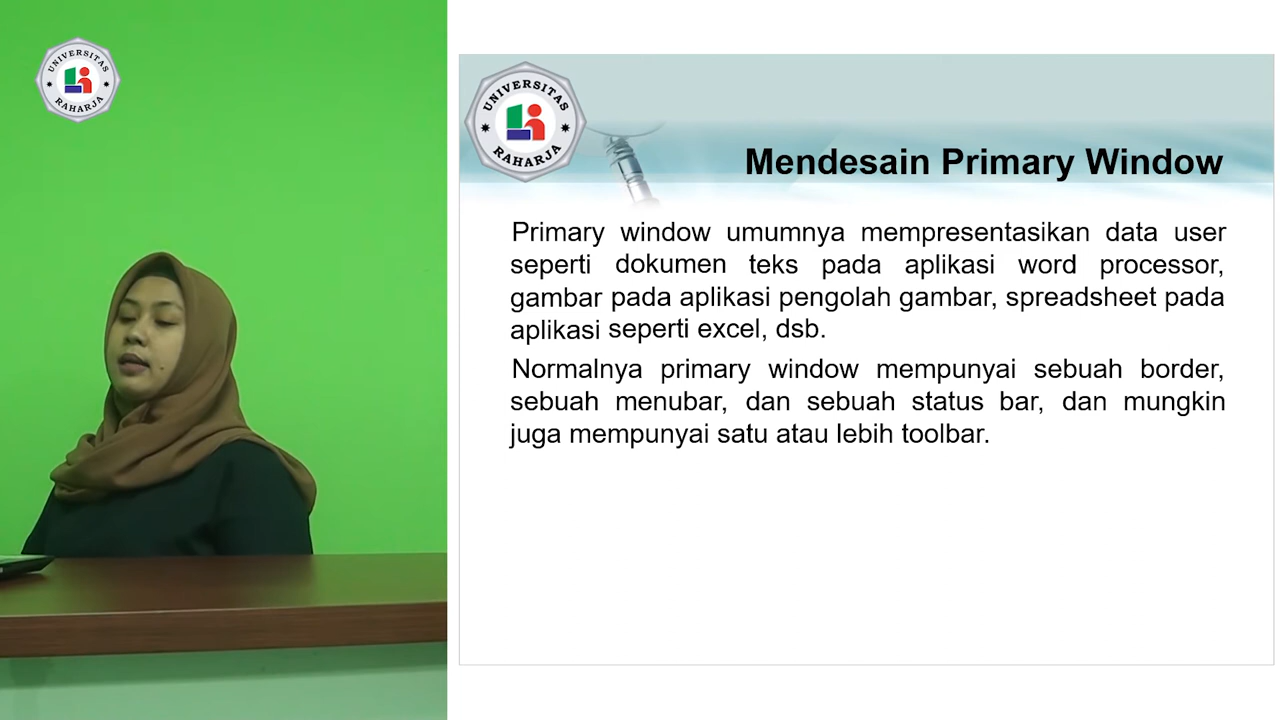 UNIVERSITAS
RAHARJA
UNIVERSITAS
RAHARJA
Mendesain Primary Window
Primary window umumnya mempresentasikan data user
seperti dokumen teks pada aplikasi word processor,
gambar pada aplikasi pengolah gambar, spreadsheet pada
aplikasi seperti excel, dsb.
Normalnya primary window mempunyai sebuah border,
sebuah menubar, dan sebuah status bar, dan mungkin
juga mempunyai satu atau lebih toolbar.